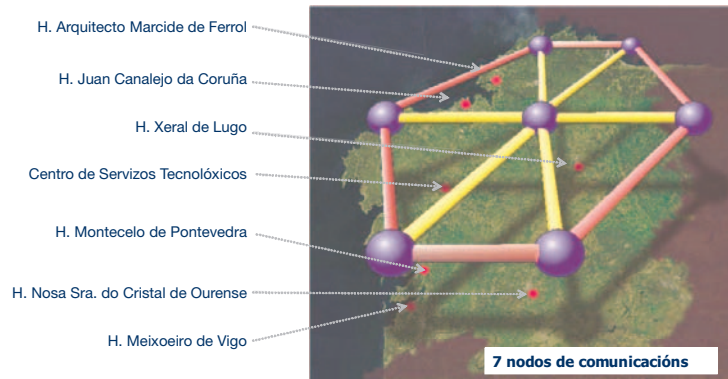 H. Arquitecto Marcide de Ferrol
H. Juan Canalejo da Coruña
H. Xeral de Lugo
Centro de Servizos Tecnolóxicos
H. Montecelo de Pontevedra
H. Nosa Sra. do Cristal de Ourense
H. Meixoeiro de Vigo
7 nodos de comunicacións